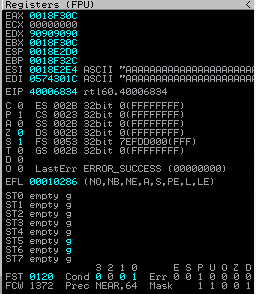 Registers (FPU) <
EAX 0018F30C
ECX 00000000
EDX 90909090
EBX 0018F30C
ESP 0018E2D0
EBP 0018F32C
ESI 0018E2E4 ASCII "AAAAAAAAAAAAAAAAAAAAA
EDI 0574301C ASCII "AAAAAAAAAAAAAAAAAAAAA
EIP 40006834 rtl60.40006834
C 0 ES 002B 32bit 0(FFFFFFFF)
P 1 CS 0023 32bit 0(FFFFFFFF)
A 0 SS 002B 32bit 0(FFFFFFFF)
Z 0 DS 002B 32bit 0(FFFFFFFF)
S 1 FS 0053 32bit 7EFDD000(FFF)
T 0 GS 002B 32bit 0(FFFFFFFF)
D 0
O 0 LastErr ERROR_SUCCESS (00000000)
EFL 00010286 (NO,NB,NE,A,S,PE,L,LE)
ST0 empty g
ST1 empty g
ST2 empty g
ST3 empty g
ST4 empty g
ST5 empty g
ST6 empty g
ST7 empty g
3 2 1 0 E S P U O Z D
FST 0120 Cond 0 0 0 1 Err 0 0 1 0 0 0 0
FCW 1372 Prec NEAR,64 Mask 1 1 0 0 1